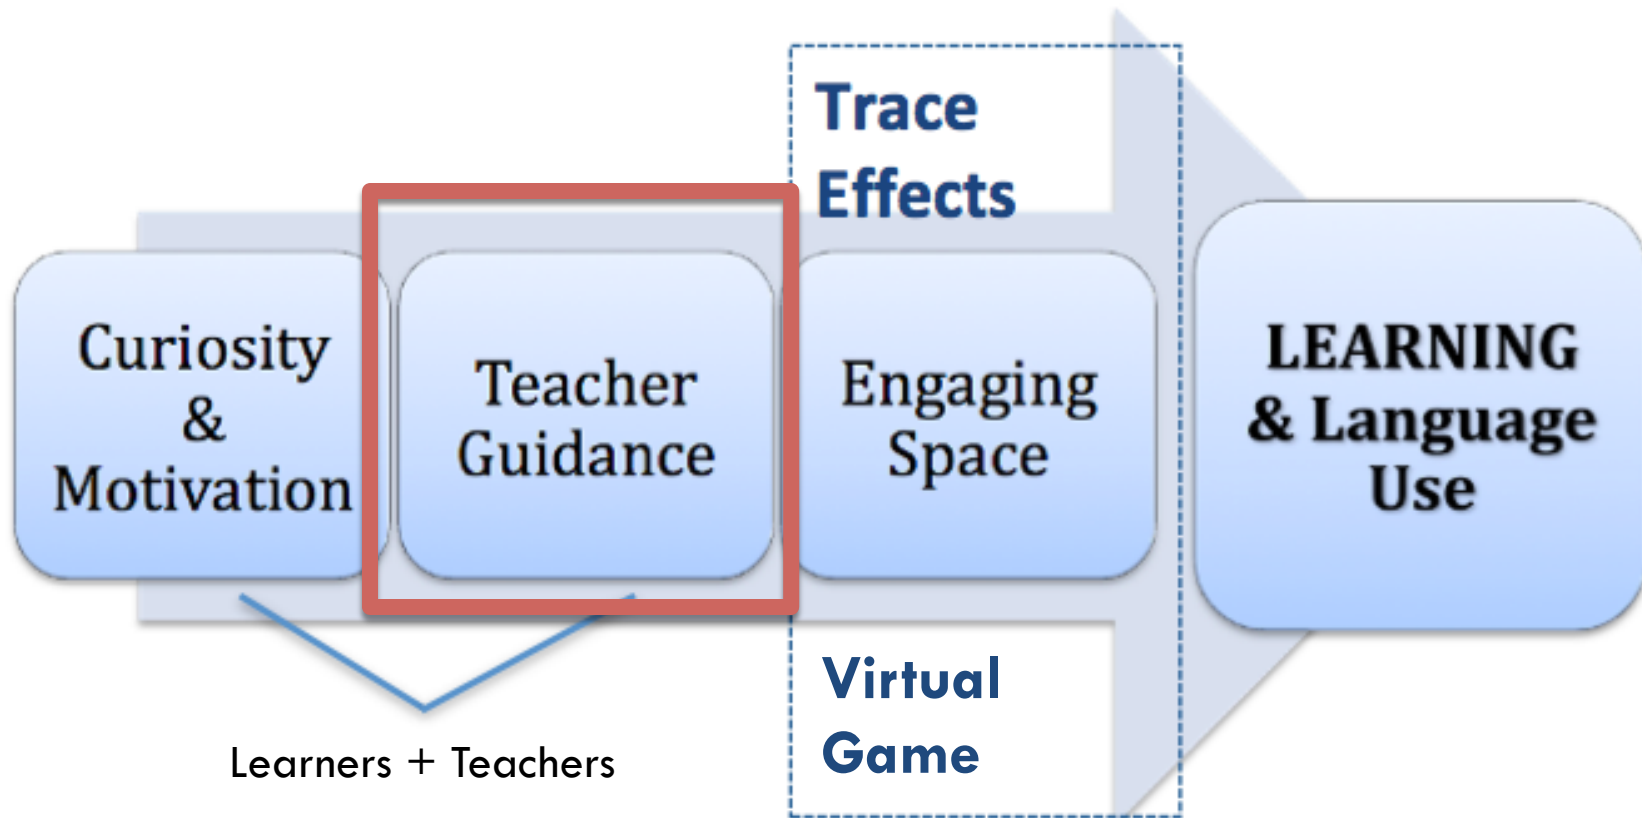 Trace
Effects
Curiosity
&
Motivation
Teacher
Guidance
Engaging
Space
LEARNING
& Language
Use
Learners + Teachers
Virtual
Game